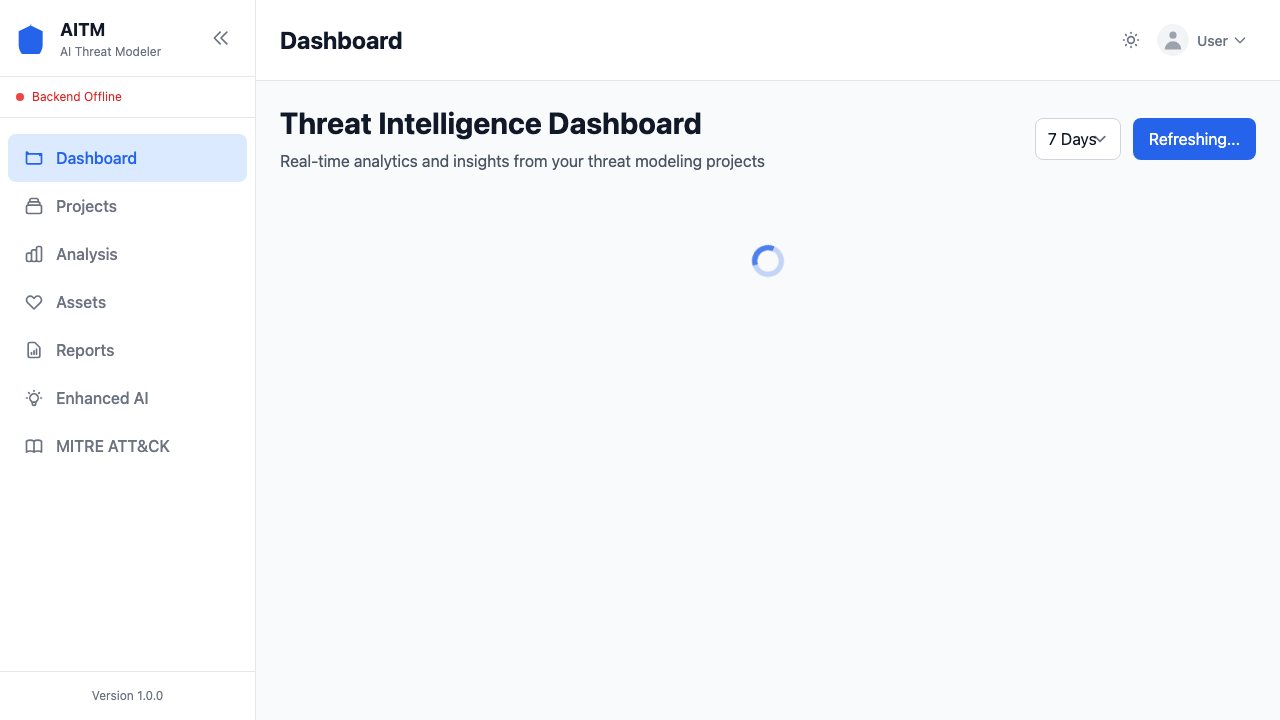 AITM
AI Threat Modeler
Backend Offline
Dashboard
Projects
Analysis
Assets
Reports
Enhanced AI
MITRE ATT&CK
Version 1.0.0
Dashboard
User
Threat Intelligence Dashboard
Real-time analytics and insights from your threat modeling projects
7 Days
Refreshing...